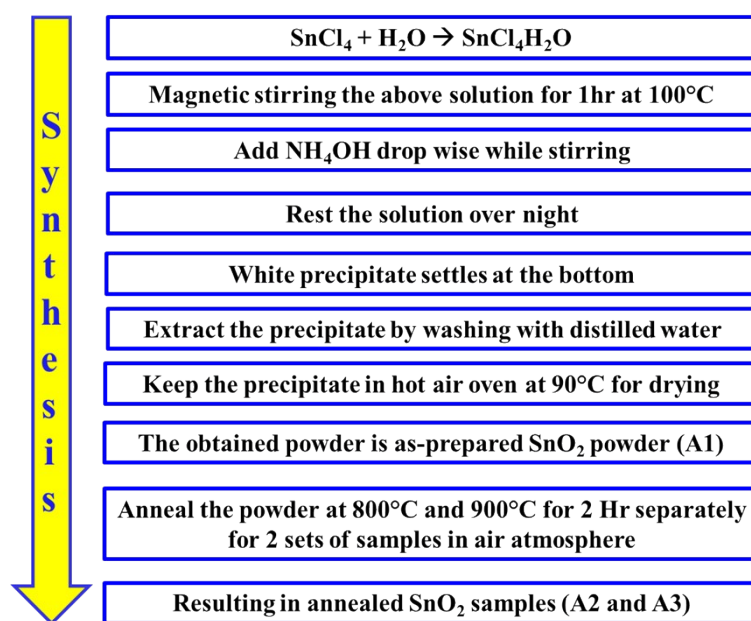 Synthesis
SnCl₄ + H₂O → SnCl₄H₂O
Magnetic stirring the above solution for 1hr at 100°C
Add NH₄OH drop wise while stirring
Rest the solution over night
White precipitate settles at the bottom
Extract the precipitate by washing with distilled water
Keep the precipitate in hot air oven at 90°C for drying
The obtained powder is as-prepared SnO₂ powder (A1)
Anneal the powder at 800°C and 900°C for 2 Hr separately
for 2 sets of samples in air atmosphere
Resulting in annealed SnO₂ samples (A2 and A3)